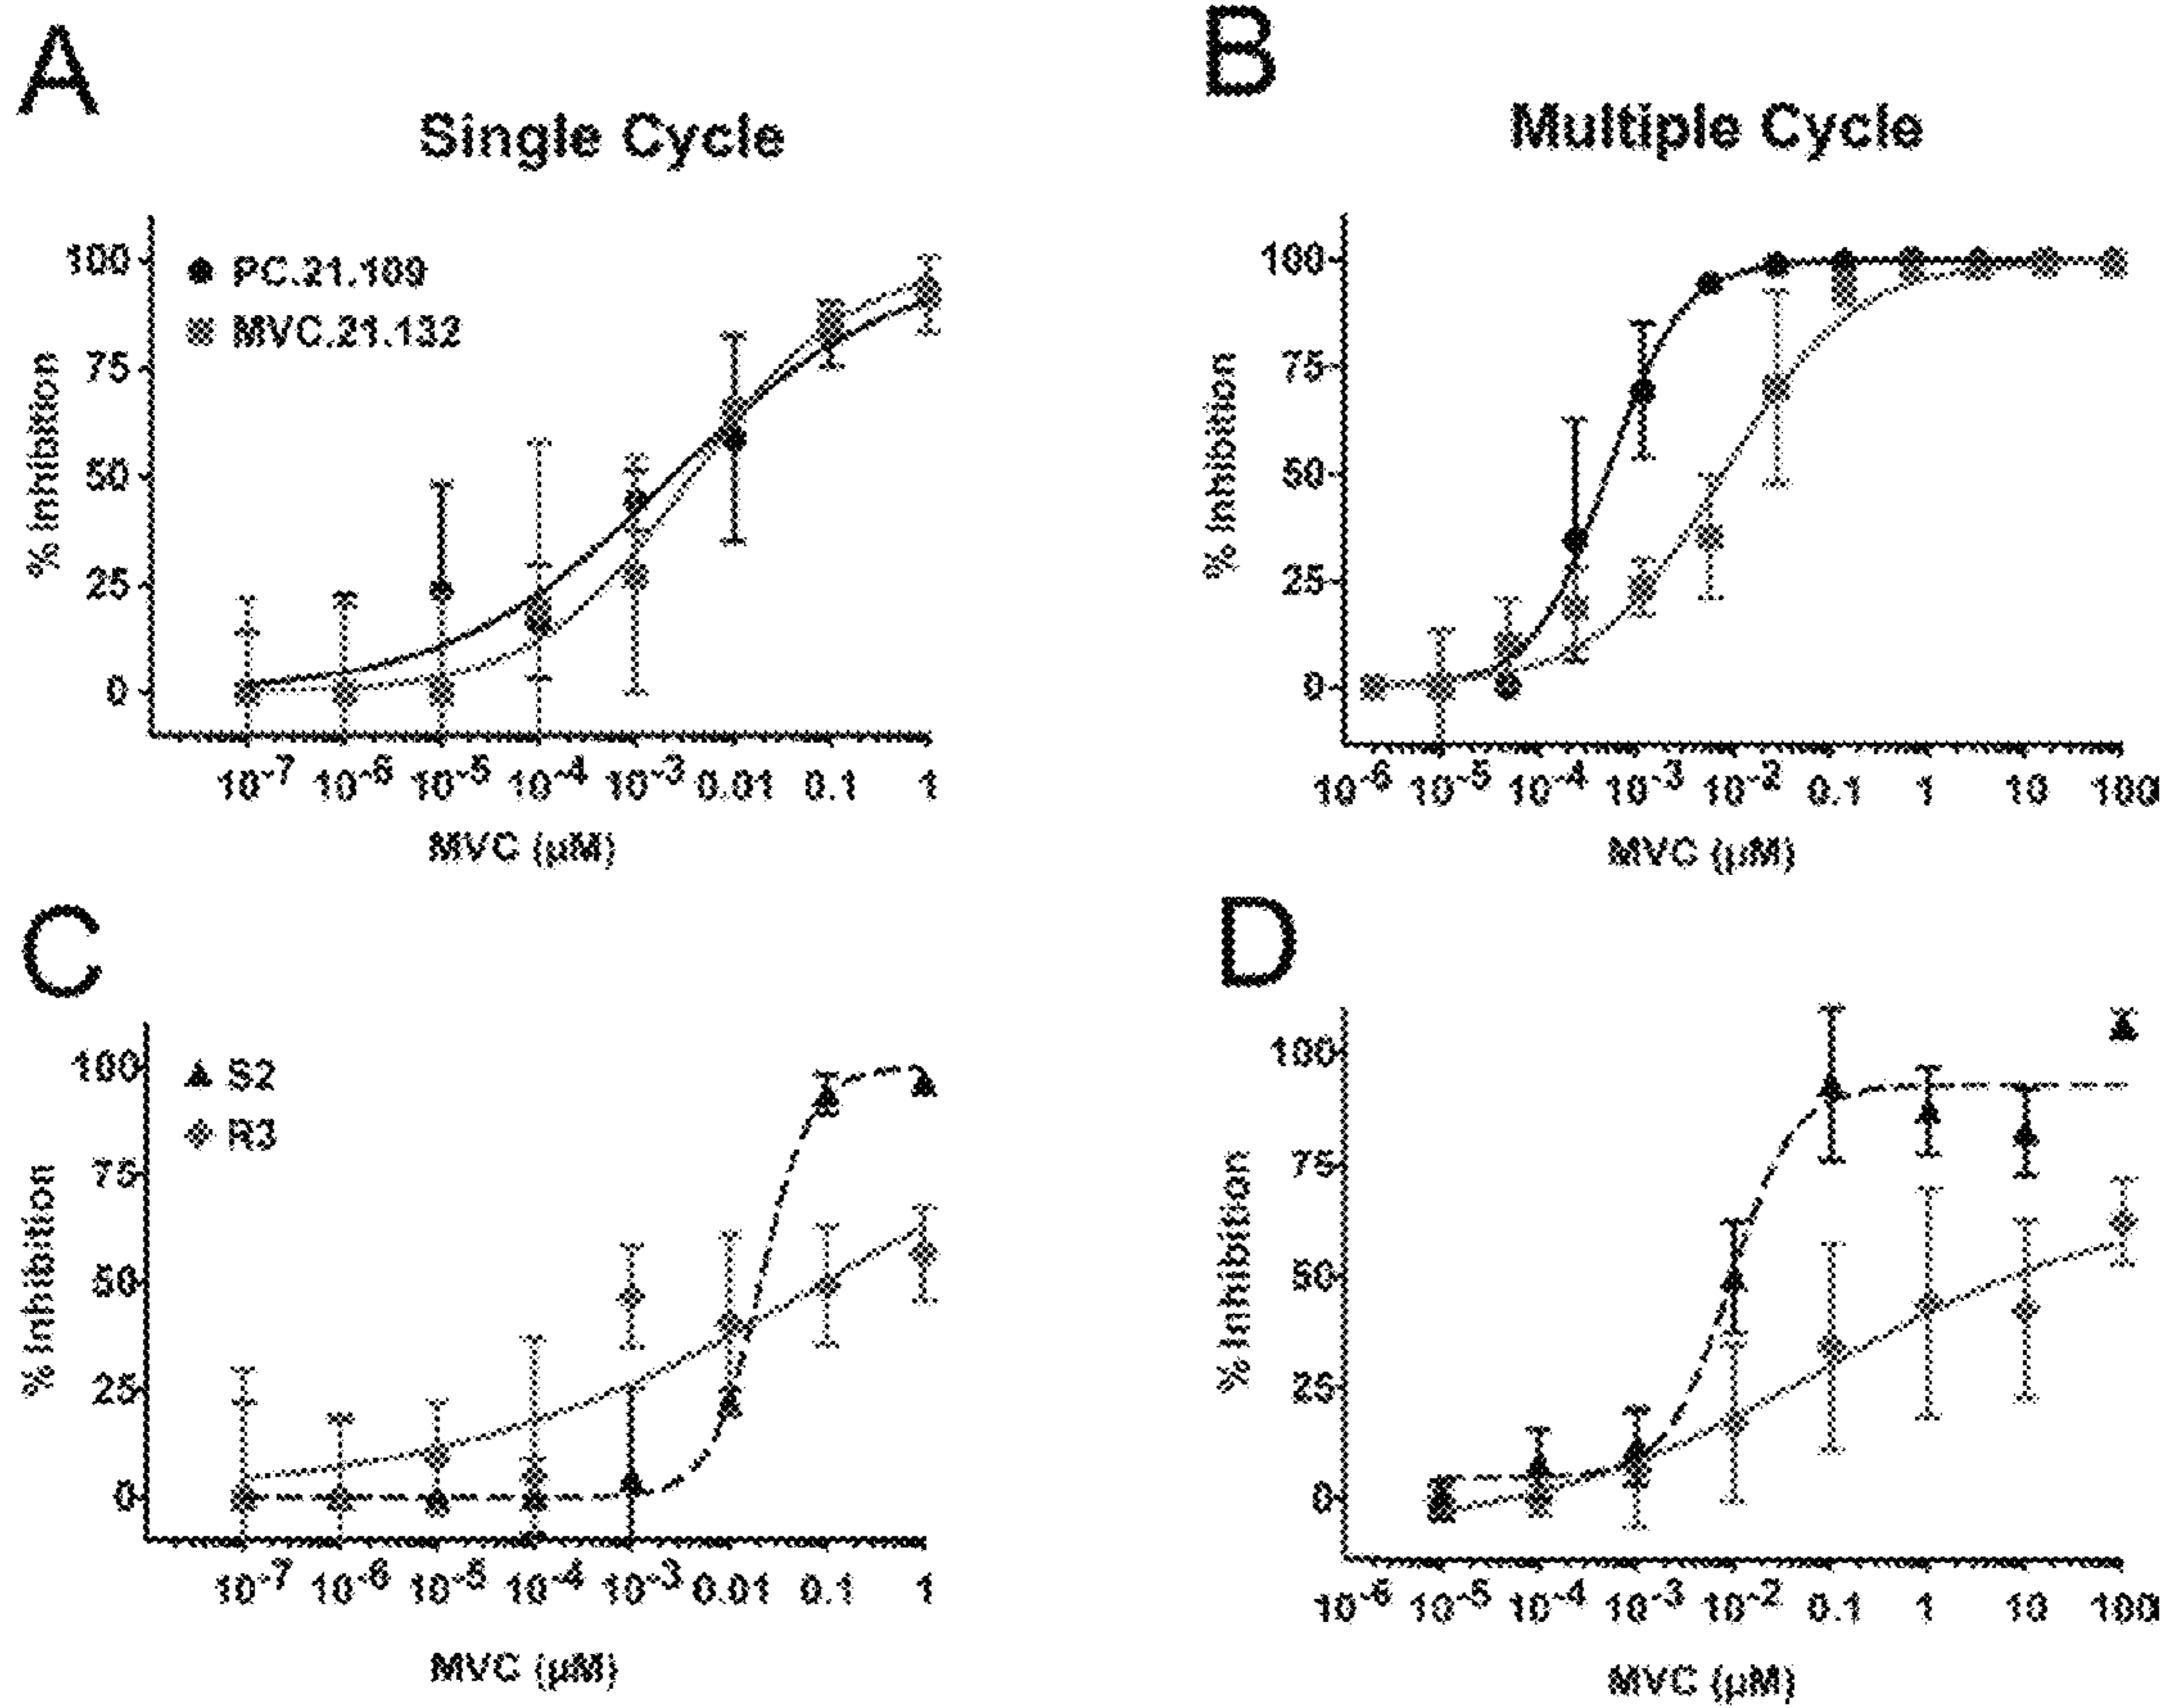 A
Single Cycle
100
75
50
25
0
% Inhibition
PC.21.109
MVC.21.132
10-7 10-6 10-5 10-4 10-3 0.01 0.1 1
MVC (µM)
B
Multiple Cycle
100
75
50
25
0
% Inhibition
10-6 10-5 10-4 10-3 10-2 0.1 1 10 100
MVC (µM)
C
100
75
50
25
0
% Inhibition
S2
R3
10-7 10-6 10-5 10-4 10-3 0.01 0.1 1
MVC (µM)
D
100
75
50
25
0
% Inhibition
10-6 10-5 10-4 10-3 10-2 0.1 1 10 100
MVC (µM)